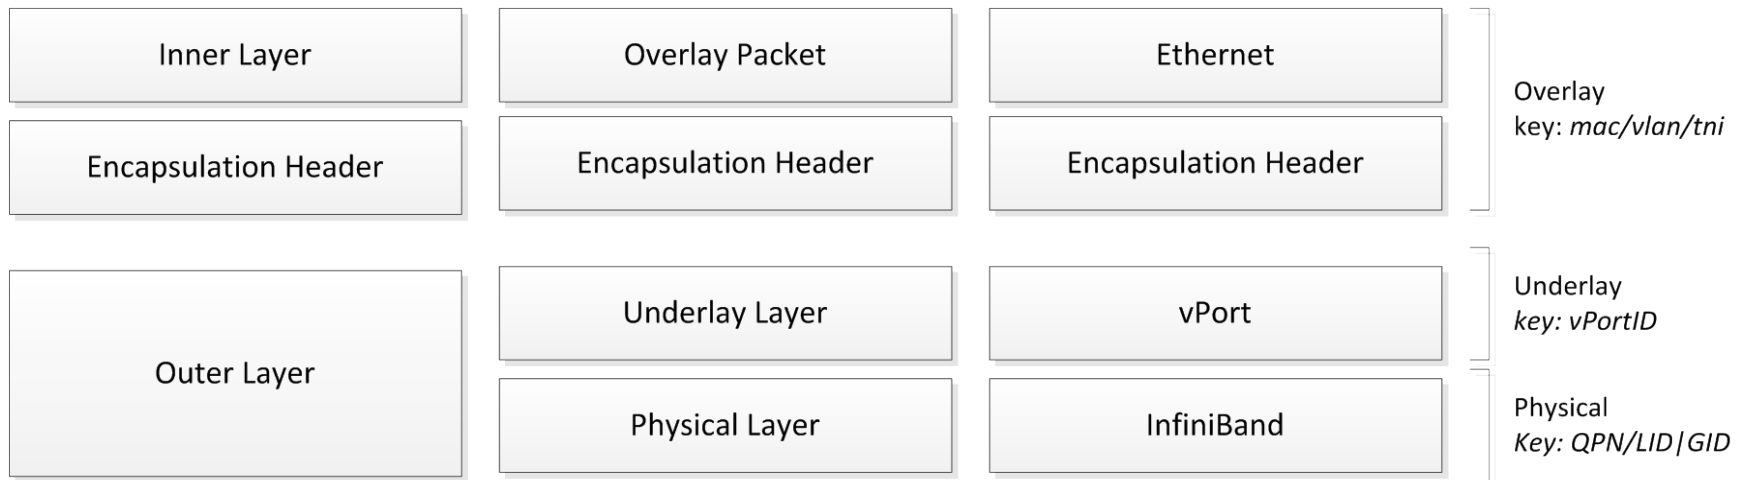 Inner Layer
Overlay Packet
Ethernet
Overlay
key: mac/vlan/tni
Encapsulation Header
Encapsulation Header
Encapsulation Header
Outer Layer
Underlay Layer
vPort
Underlay
key: vPortID
Physical Layer
InfiniBand
Physical
Key: QPN/LID|GID